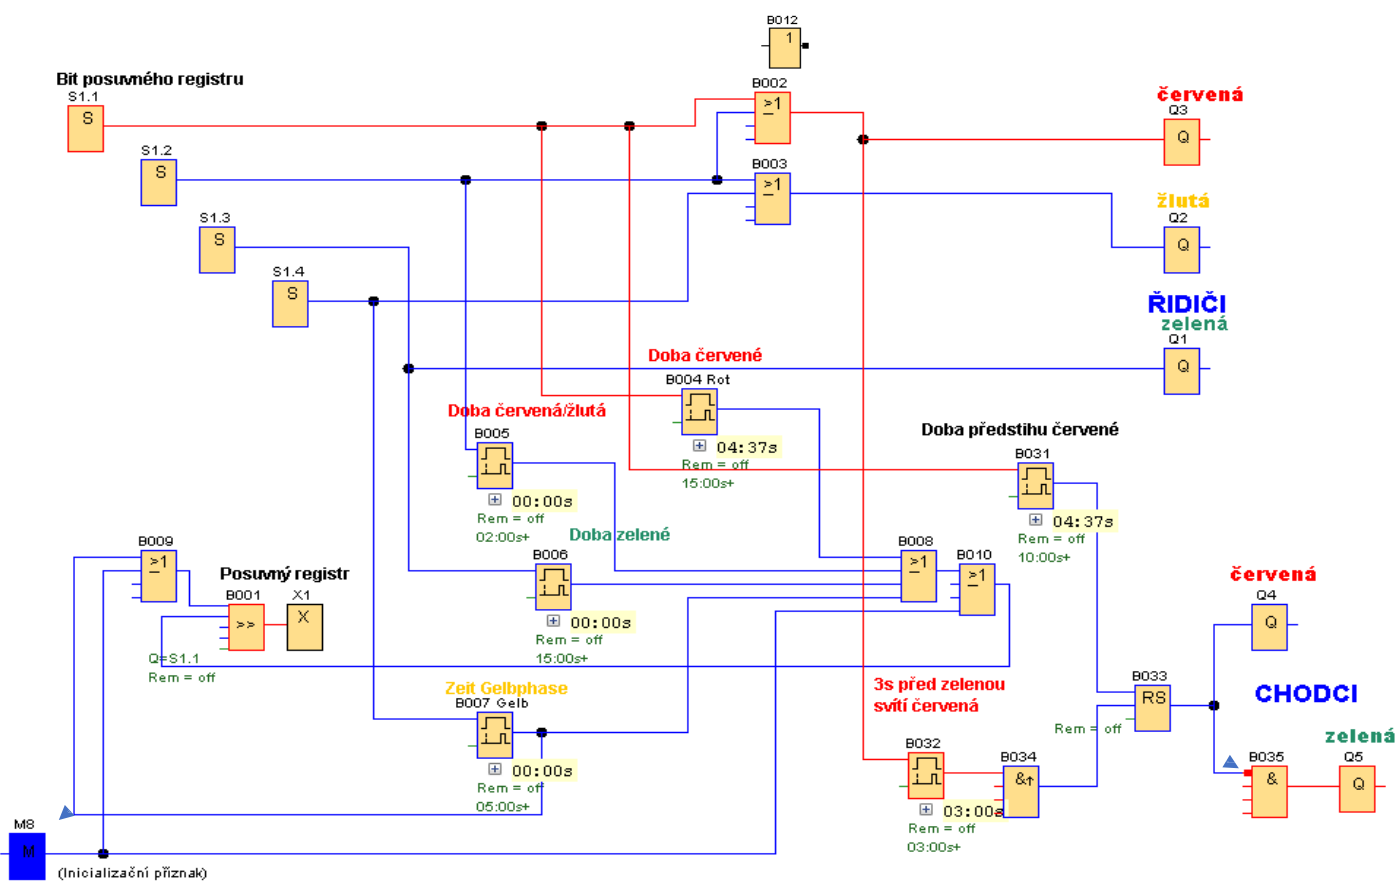 B012
1
Bit posuvného registru
S1.1
S
B002
>1
červená
Q3
Q
S1.2
S
B003
>1
žlutá
Q2
Q
S1.3
S
S1.4
S
ŘIDIČI
zelená
Q1
Q
Doba červené
B004 Rot
04:37s
Rem = off
15:00s+
Doba červená/žlutá
B005
00:00s
Rem = off
02:00s+
Doba předstihu červené
B031
04:37s
Rem = off
10:00s+
Doba zelené
B006
00:00s
Rem = off
15:00s+
B009
>1
B008
>1
B010
>1
Posuvný registr
B001
>>
X1
X
Q=S1.1
Rem = off
červená
Q4
Q
Zeit Gelbphase
B007 Gelb
00:00s
Rem = off
05:00s+
3s před zelenou
svítí červená
B033
RS
Rem = off
CHODCI
zelená
B032
03:00s
Rem = off
03:00s+
B034
&↑
B035
&
Q5
Q
M8
M
(Inicializační příznak)